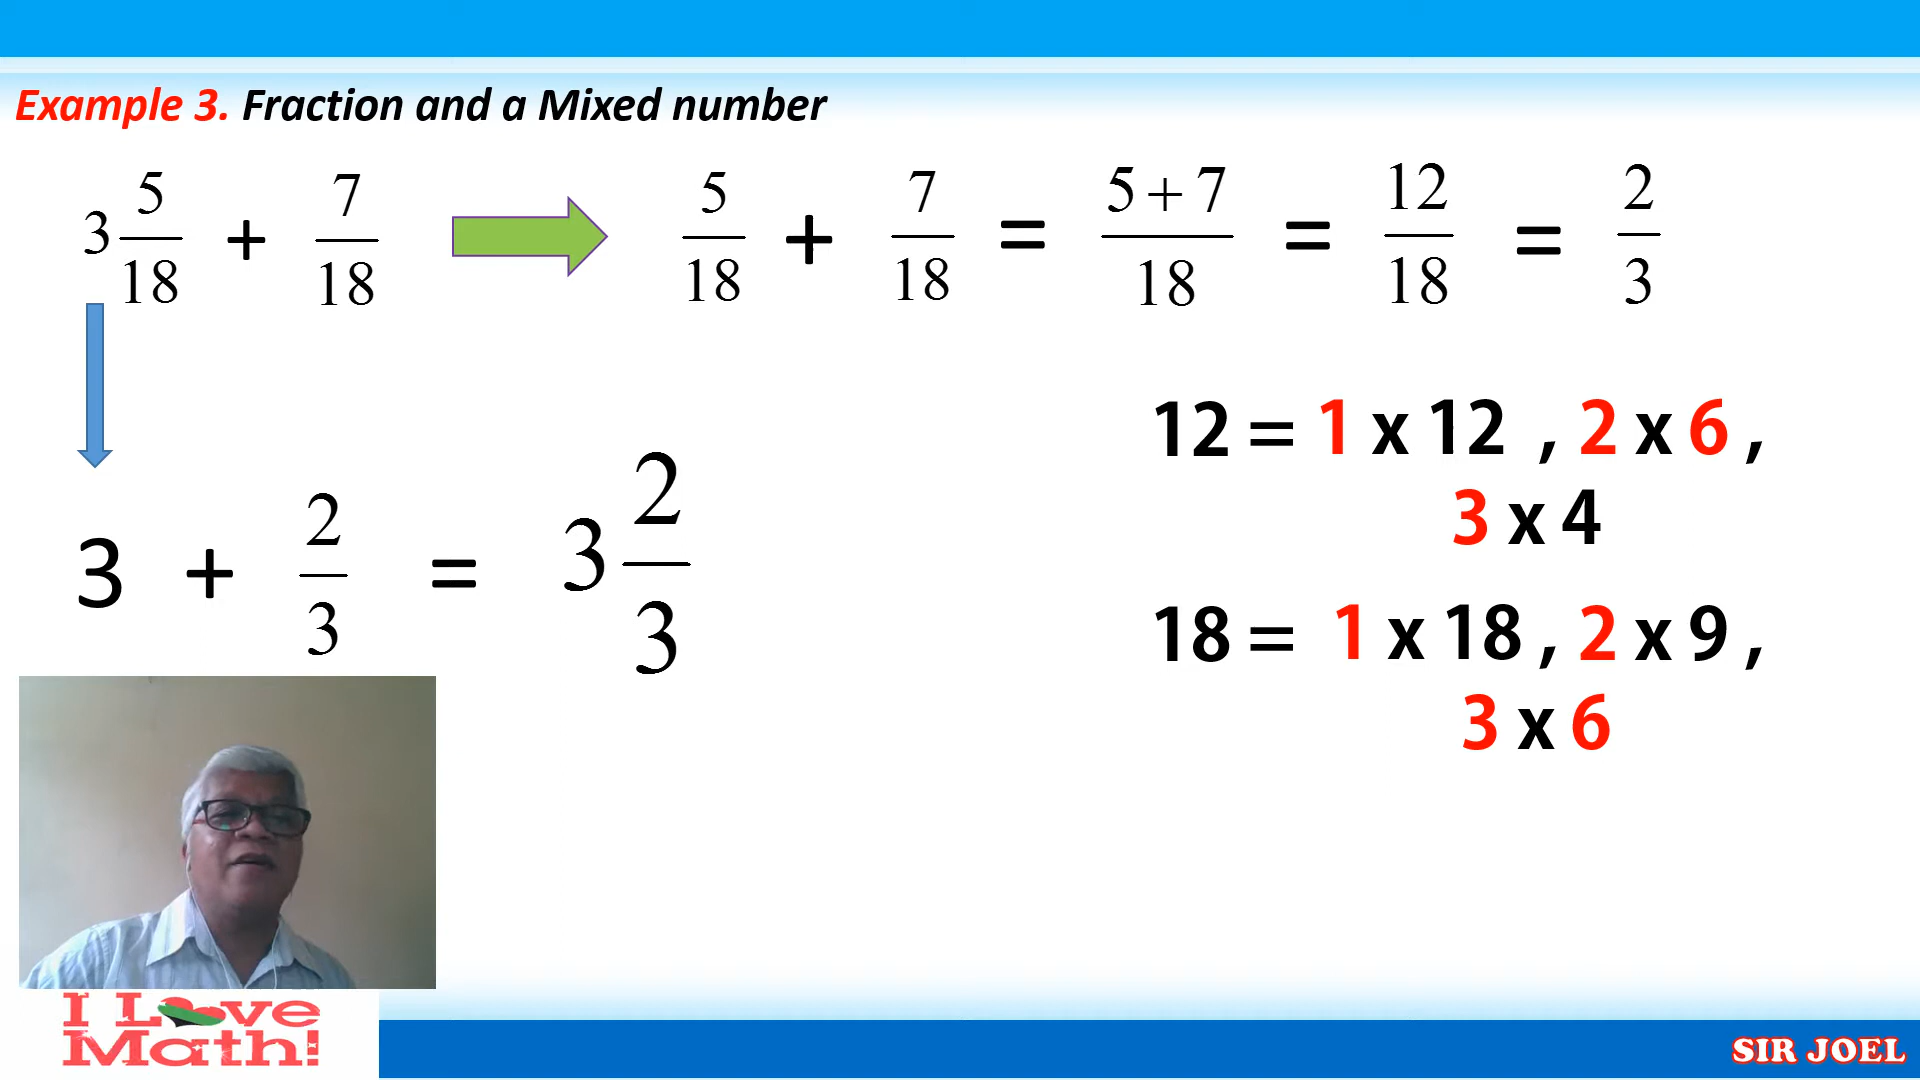 Example 3. Fraction and a Mixed number
3 5/18 + 7/18 5/18 + 7/18 = 5+7/18 = 12/18 = 2/3
12 = 1 x 12 , 2 x 6 ,
3 x 4
3 + 2/3 = 3 2/3
18 = 1 x 18 , 2 x 9 ,
3 x 6
I Love
Math!
SIR JOEL